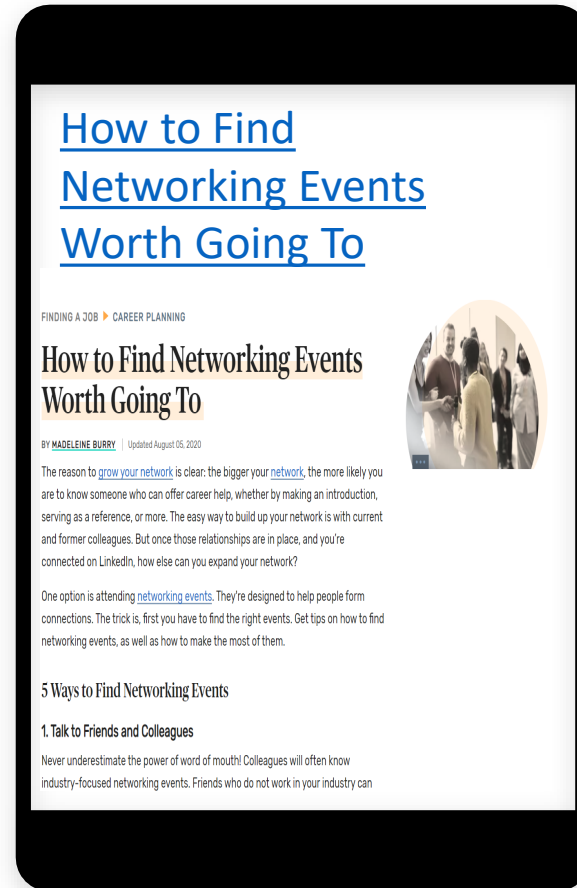 How to Find
Networking Events
Worth Going To
FINDING A JOB CAREER PLANNING
How to Find Networking Events
Worth Going To
BY MADELEINE BURRY Updated August 05, 2020
The reason to grow your network is clear: the bigger your network, the more likely you
are to know someone who can offer career help, whether by making an introduction,
serving as a reference, or more. The easy way to build up your network is with current
and former colleagues. But once those relationships are in place, and you're
connected on LinkedIn, how else can you expand your network?
One option is attending networking events. They're designed to help people form
connections. The trick is, first you have to find the right events. Get tips on how to find
networking events, as well as how to make the most of them.
5 Ways to Find Networking Events
1. Talk to Friends and Colleagues
Never underestimate the power of word of mouth! Colleagues will often know
industry-focused networking events. Friends who do not work in your industry can